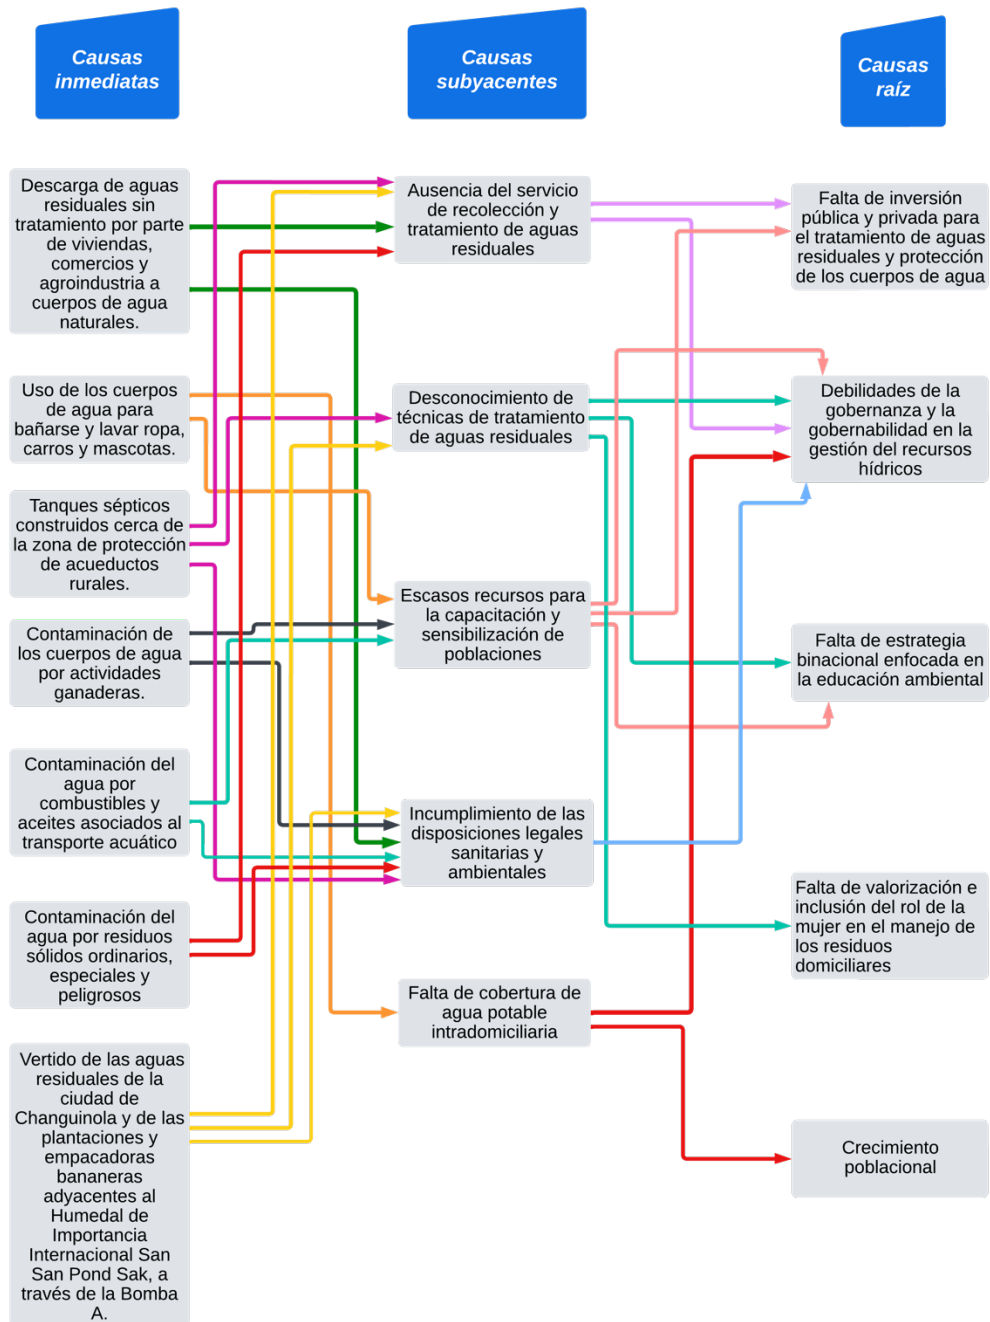 Causas
inmediatas
Causas
subyacentes
Causas
raíz
Descarga de aguas
residuales sin
tratamiento por parte
de viviendas,
comercios y
agroindustria a
cuerpos de agua
naturales.
Uso de los cuerpos
de agua para
bañarse y lavar ropa,
carros y mascotas.
Tanques sépticos
construidos cerca de
la zona de protección
de acueductos
rurales.
Contaminación de
los cuerpos de agua
por actividades
ganaderas.
Contaminación del
agua por
combustibles y
aceites asociados al
transporte acuático
Contaminación del
agua por residuos
sólidos ordinarios,
especiales y
peligrosos
Vertido de las aguas
residuales de la
ciudad de
Changuinola y de las
plantaciones y
empacadoras
bananeras
adyacentes al
Humedal de
Importancia
Internacional San
San Pond Sak, a
través de la Bomba
A.
Ausencia del servicio
de recolección y
tratamiento de aguas
residuales
Desconocimiento de
técnicas de tratamiento
de aguas residuales
Escasos recursos para
la capacitación y
sensibilización de
poblaciones
Incumplimiento de las
disposiciones legales
sanitarias y
ambientales
Falta de cobertura de
agua potable
intradomiciliaria
Falta de inversión
pública y privada para
el tratamiento de aguas
residuales y protección
de los cuerpos de agua
Debilidades de la
gobernanza y la
gobernabilidad en la
gestión del recursos
hídricos
Falta de estrategia
binacional enfocada en
la educación ambiental
Falta de valorización e
inclusión del rol de la
mujer en el manejo de
los residuos
domiciliares
Crecimiento
poblacional